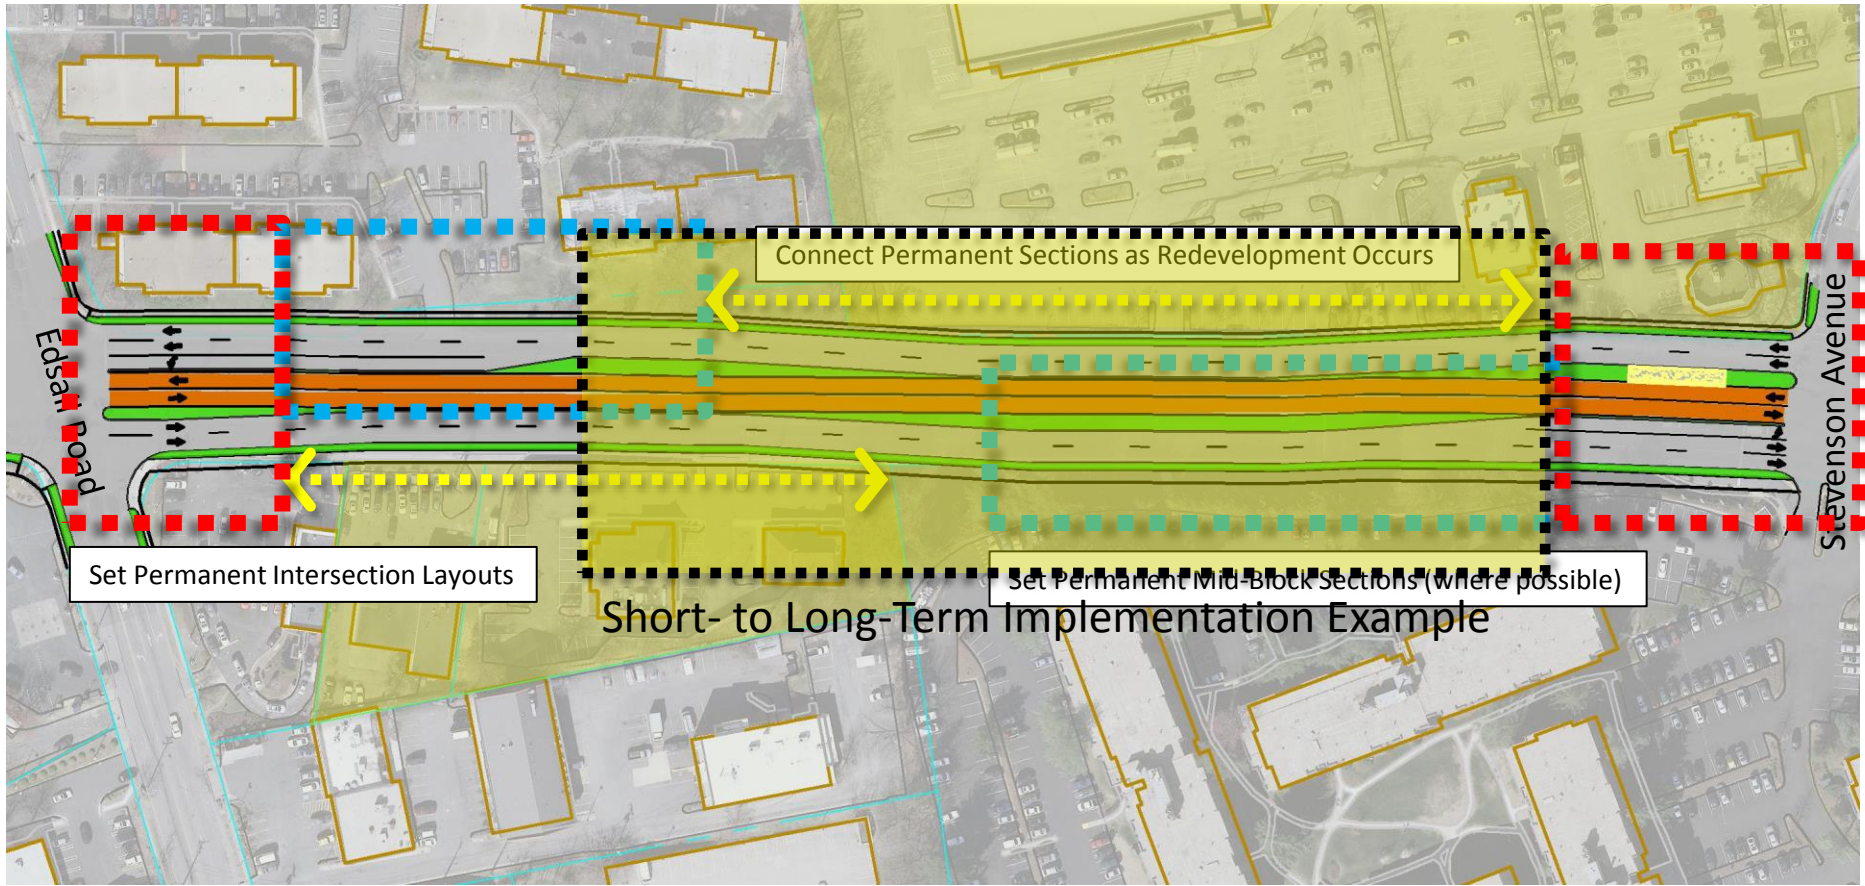 Connect Permanent Sections as Redevelopment Occurs
Edsall Road
Stevenson Avenue
Set Permanent Intersection Layouts
Set Permanent Mid-Block Sections (where possible)
Short- to Long-Term Implementation Example